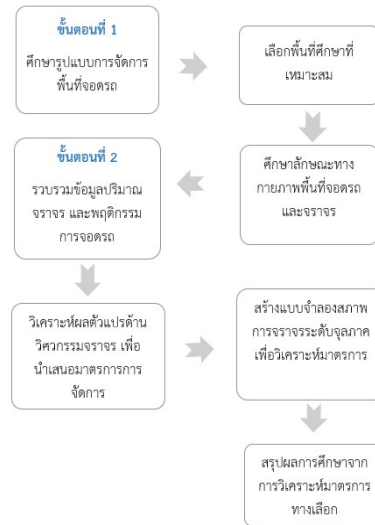 ขั้นตอนที่ 1
ศึกษารูปแบบการจัดการ
พื้นที่จอดรถ
เลือกพื้นที่ศึกษาที่
เหมาะสม
ศึกษาลักษณะทาง
กายภาพพื้นที่จอดรถ
และจราจร
ขั้นตอนที่ 2
รวบรวมข้อมูลปริมาณ
จราจร และพฤติกรรม
การจอดรถ
วิเคราะห์ผลตัวแปรด้าน
วิศวกรรมจราจร เพื่อ
นำเสนอมาตรการการ
จัดการ
สร้างแบบจำลองสภาพ
การจราจรระดับจุลภาค
เพื่อวิเคราะห์มาตรการ
สรุปผลการศึกษาจาก
การวิเคราะห์มาตรการ
ทางเลือก